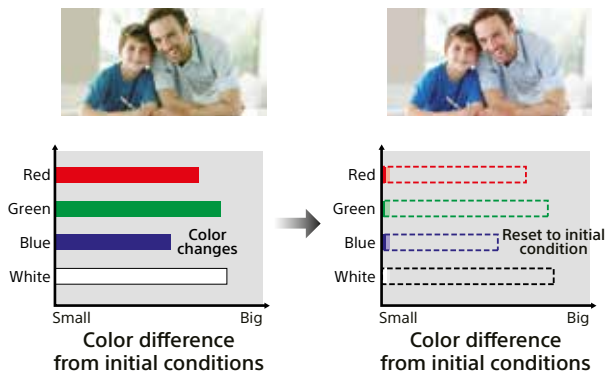 Red
Green
Blue
White
Color
changes
Small
Big
Color difference
from initial conditions
Red
Green
Blue
White
Reset to initial
condition
Small
Big
Color difference
from initial conditions